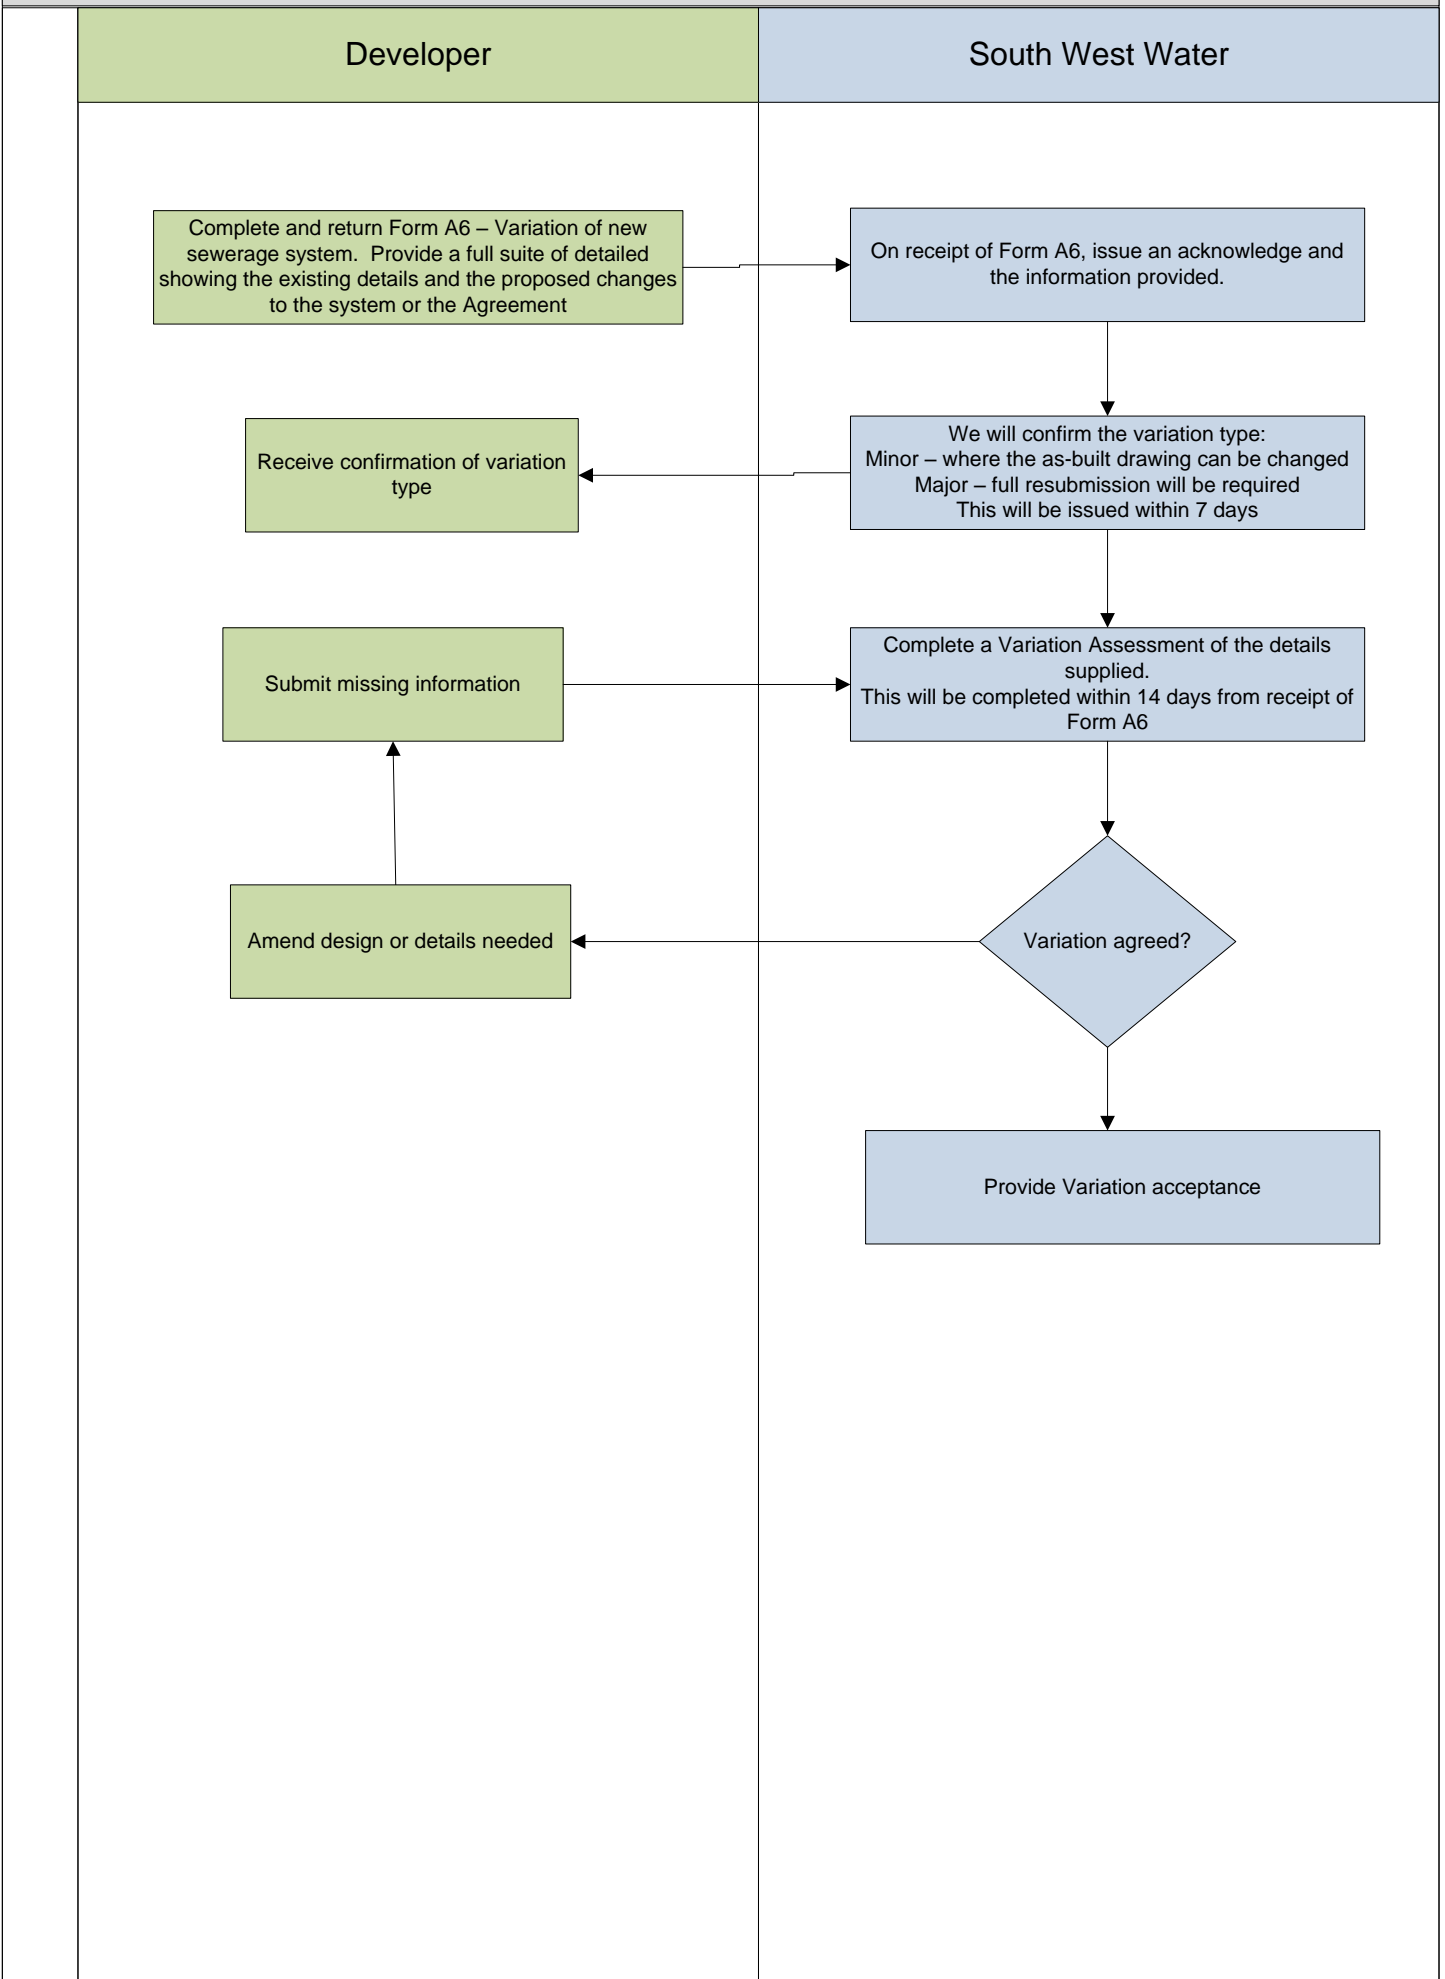 Developer
South West Water
Complete and return Form A6 – Variation of new
sewerage system.  Provide a full suite of detailed
showing the existing details and the proposed changes
to the system or the Agreement
On receipt of Form A6, issue an acknowledge and
the information provided.
Receive confirmation of variation
type
We will confirm the variation type:
Minor – where the as-built drawing can be changed
Major – full resubmission will be required
This will be issued within 7 days
Submit missing information
Complete a Variation Assessment of the details
supplied.
This will be completed within 14 days from receipt of
Form A6
Amend design or details needed
Variation agreed?
Provide Variation acceptance